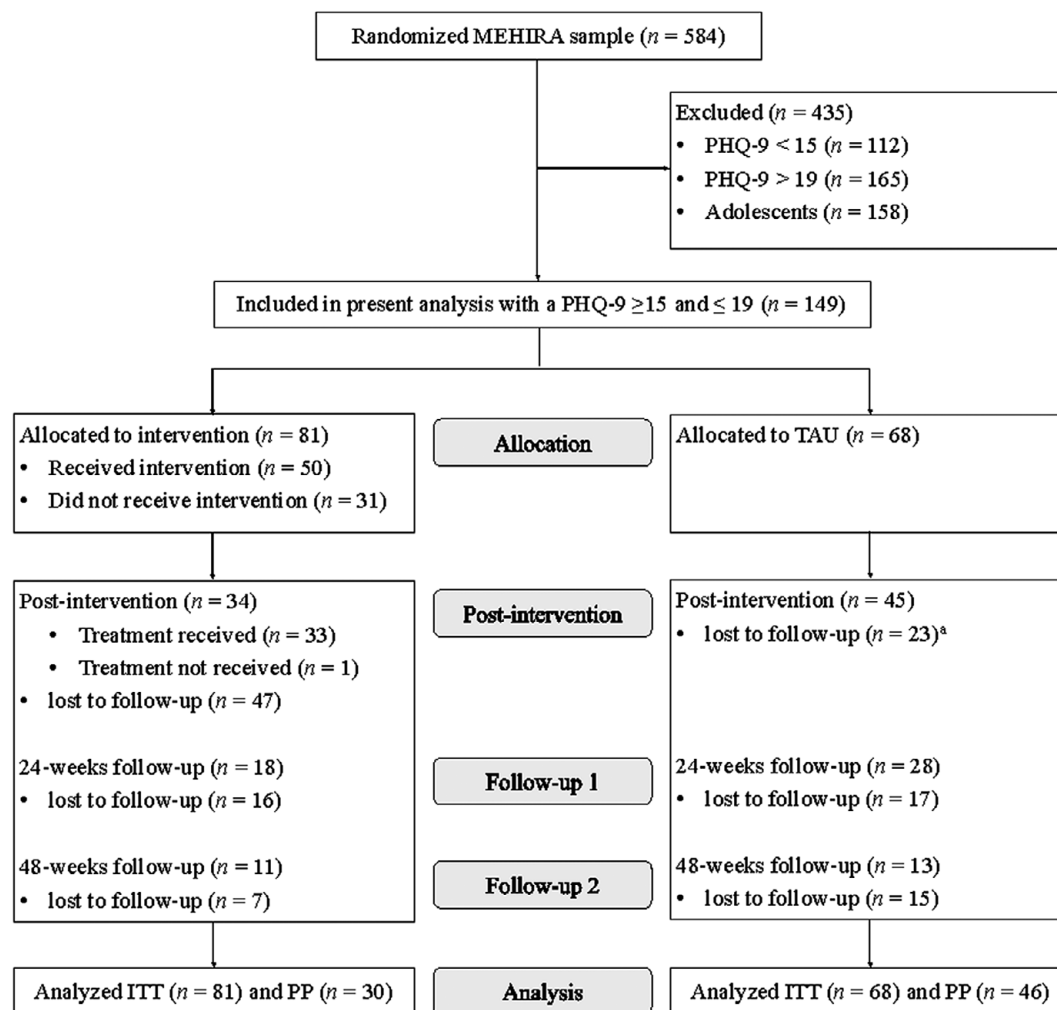 Randomized MEHIRA sample (n = 584)
Excluded (n = 435)
• PHQ-9 < 15 (n = 112)
• PHQ-9 > 19 (n = 165)
• Adolescents (n = 158)
Included in present analysis with a PHQ-9 ≥15 and ≤ 19 (n = 149)
Allocated to intervention (n = 81)
• Received intervention (n = 50)
• Did not receive intervention (n = 31)
Allocation
Allocated to TAU (n = 68)
Post-intervention (n = 34)
• Treatment received (n = 33)
• Treatment not received (n = 1)
• lost to follow-up (n = 47)
Post-intervention
Post-intervention (n = 45)
• lost to follow-up (n = 23)ᵃ
24-weeks follow-up (n = 18)
• lost to follow-up (n = 16)
Follow-up 1
24-weeks follow-up (n = 28)
• lost to follow-up (n = 17)
48-weeks follow-up (n = 11)
• lost to follow-up (n = 7)
Follow-up 2
48-weeks follow-up (n = 13)
• lost to follow-up (n = 15)
Analyzed ITT (n = 81) and PP (n = 30)
Analysis
Analyzed ITT (n = 68) and PP (n = 46)